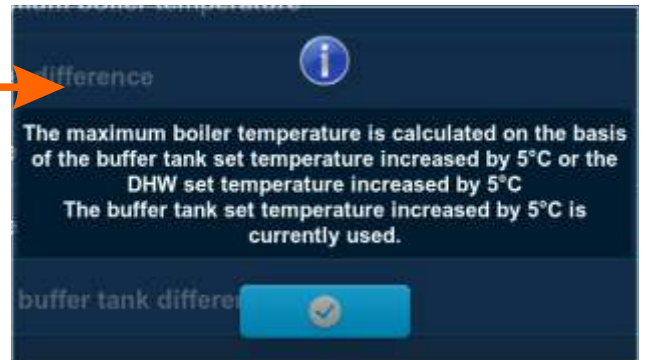 boiler temperature
difference
The maximum boiler temperature is calculated on the basis
of the buffer tank set temperature increased by 5°C or the
DHW set temperature increased by 5°C
The buffer tank set temperature increased by 5°C is
currently used.
buffer tank